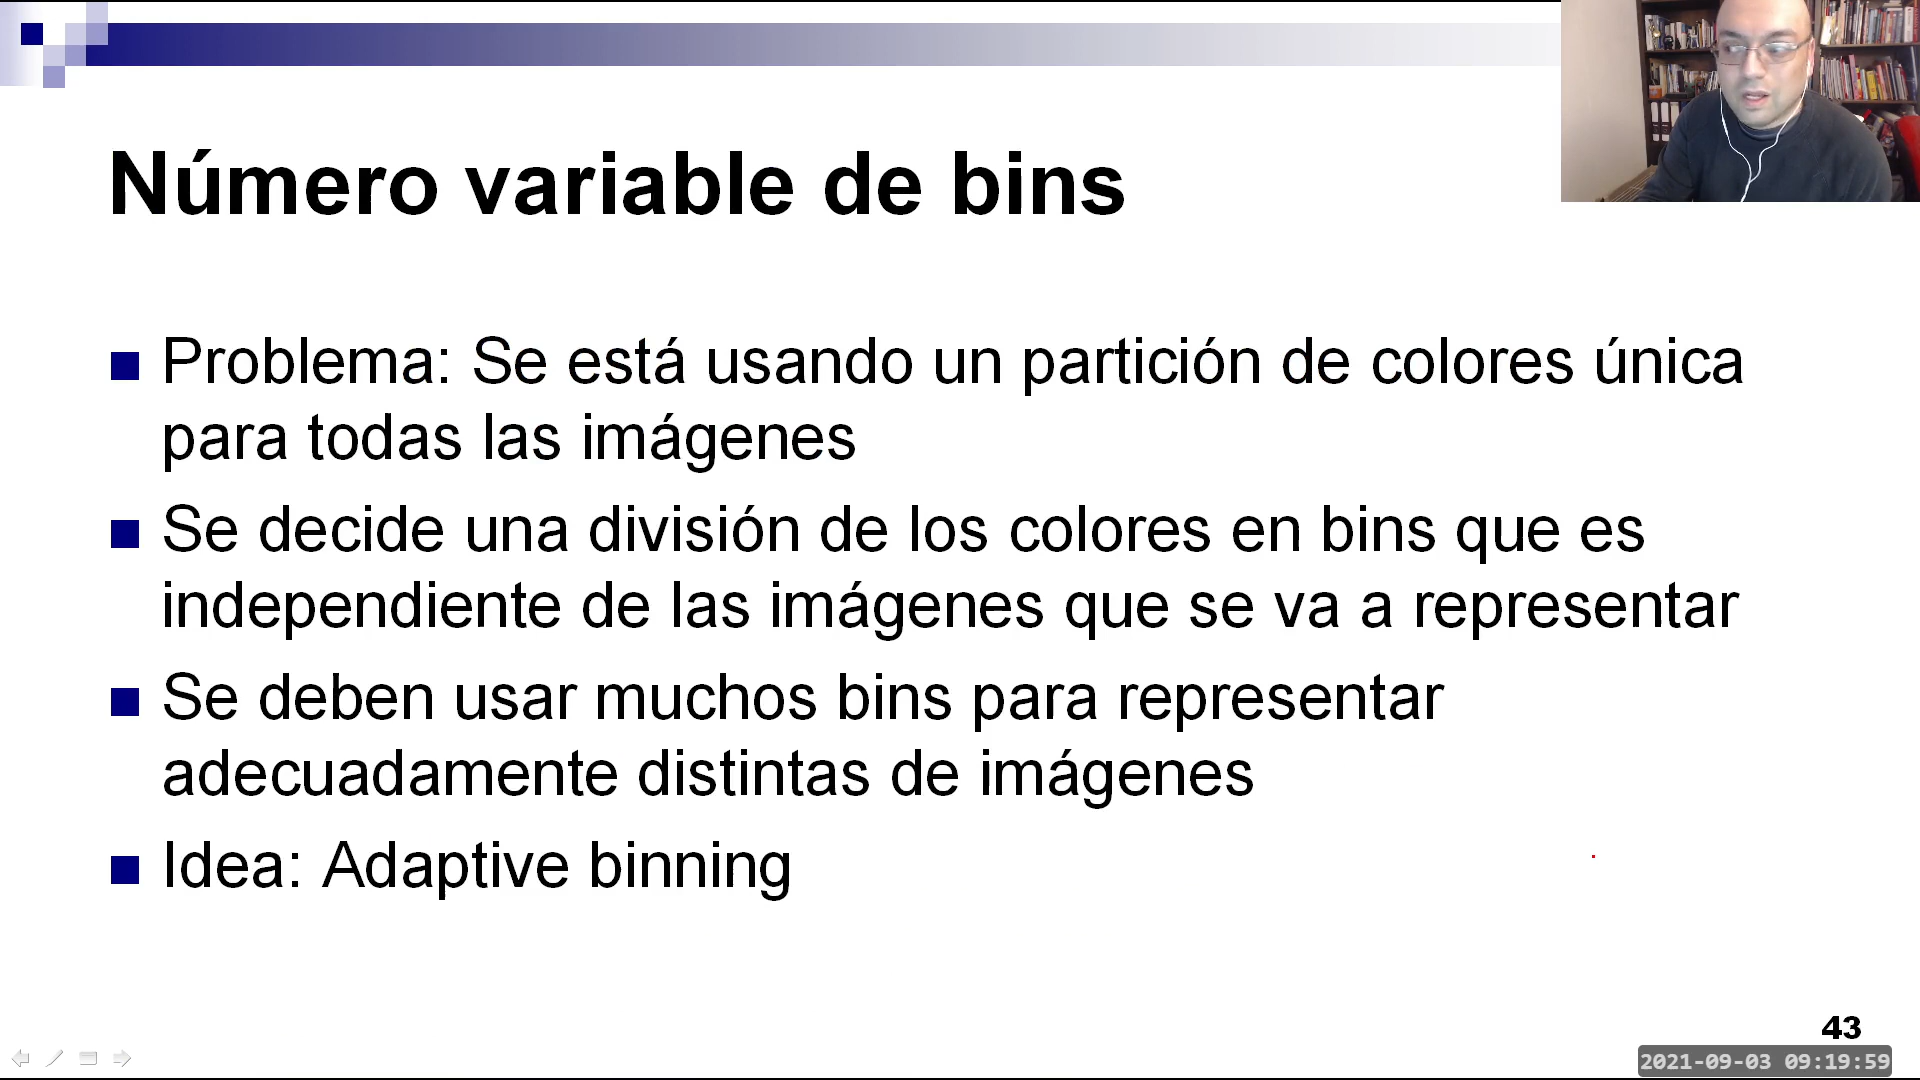 Número variable de bins
Problema: Se está usando un partición de colores única
para todas las imágenes
Se decide una división de los colores en bins que es
independiente de las imágenes que se va a representar
Se deben usar muchos bins para representar
adecuadamente distintas de imágenes
Idea: Adaptive binning
43
2021-09-03 09:19:59